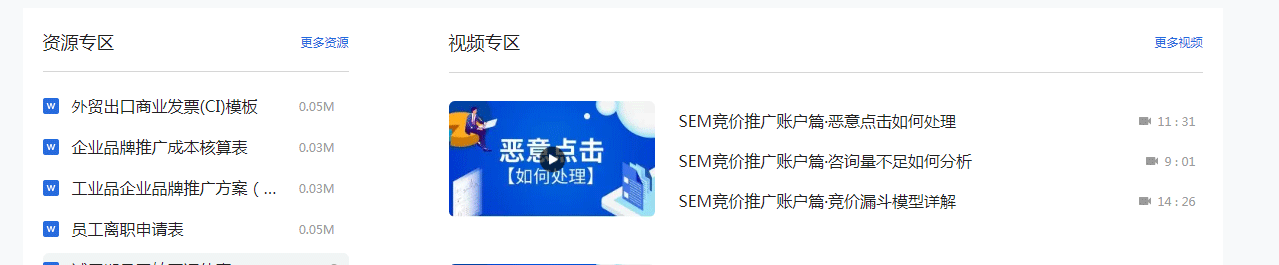 资源专区
更多资源
W 外贸出口商业发票(CI)模板 0.05M
W 企业品牌推广成本核算表 0.03M
W 工业品企业品牌推广方案（... 0.03M
W 员工离职申请表 0.05M
视频专区
更多视频
恶意点击
【如何处理】
SEM竞价推广账户篇·恶意点击如何处理 11 : 31
SEM竞价推广账户篇·咨询量不足如何分析 9 : 01
SEM竞价推广账户篇·竞价漏斗模型详解 14 : 26